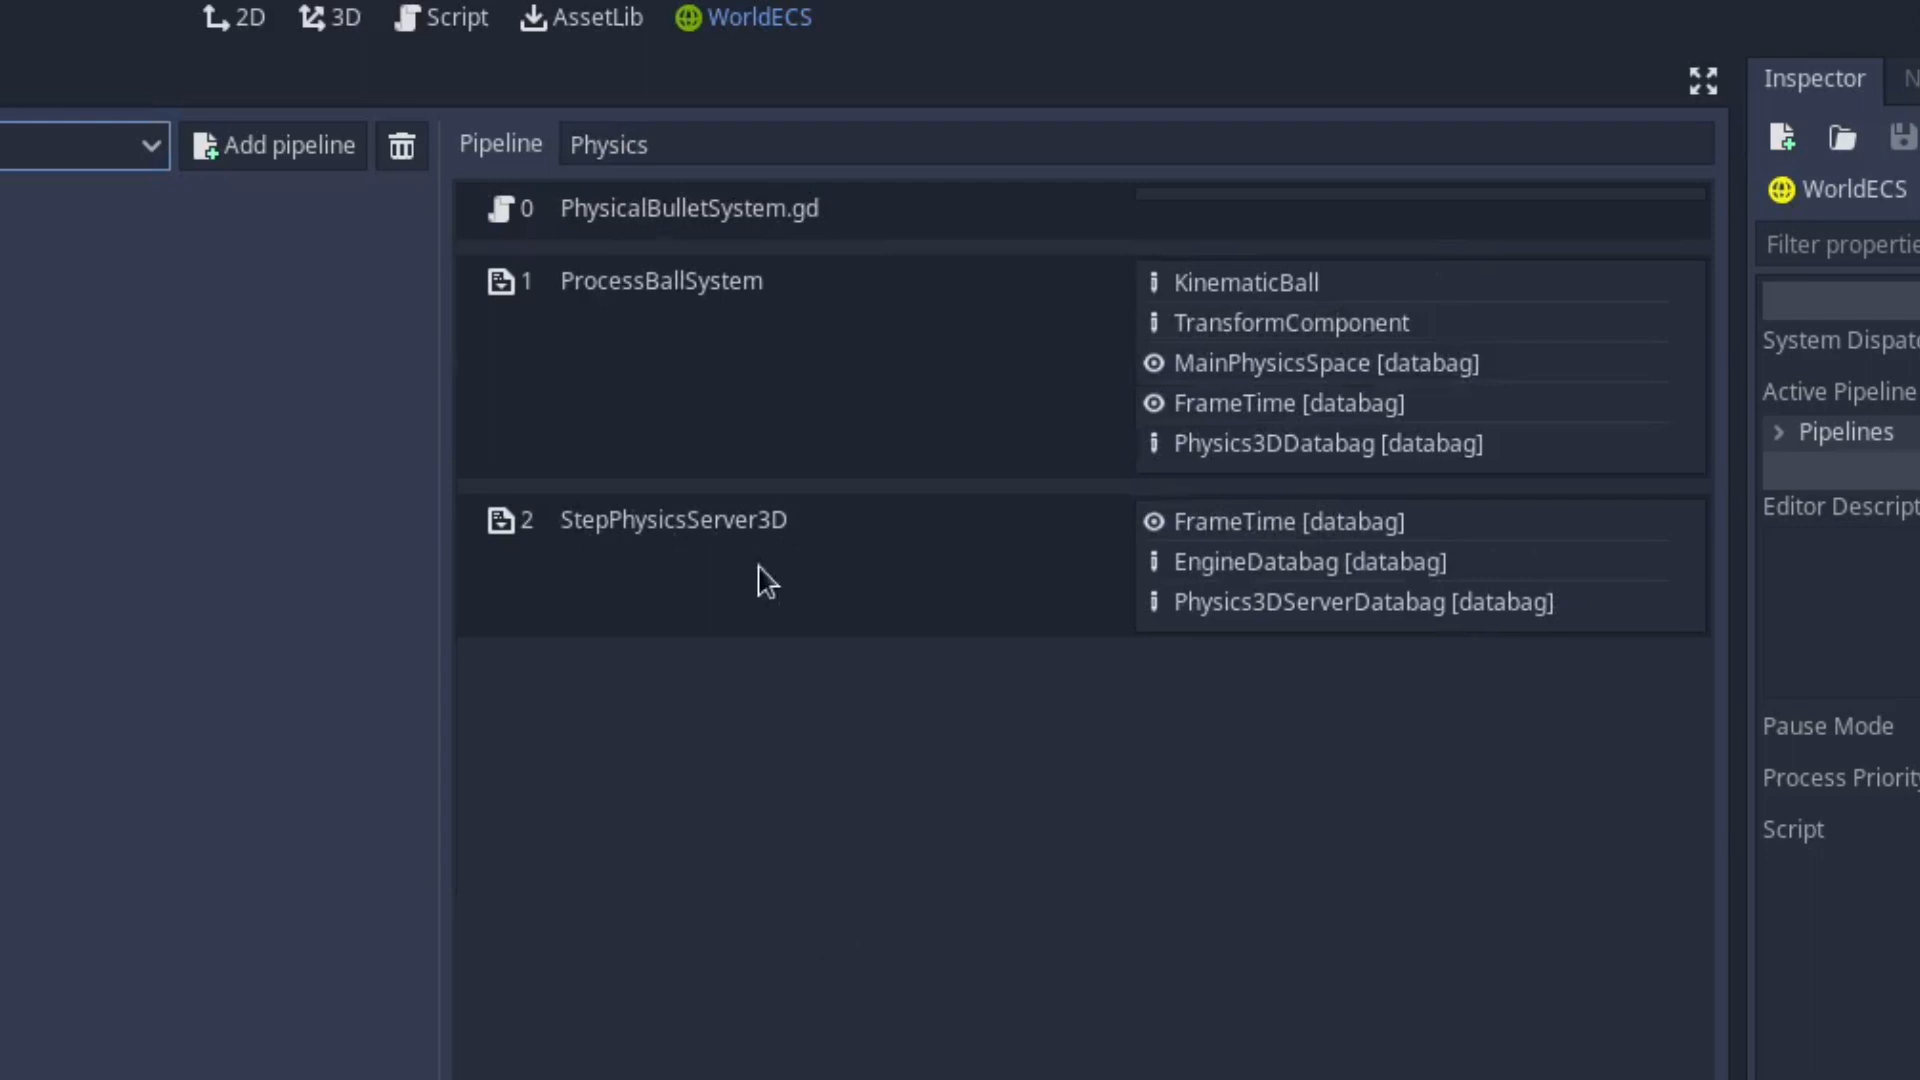 2D 3D Script AssetLib WorldECS
Inspector
Add pipeline Pipeline Physics
0 PhysicalBulletSystem.gd
WorldECS
Filter propertie
1 ProcessBallSystem KinematicBall
TransformComponent
MainPhysicsSpace [databag]
FrameTime [databag]
Physics3DDatabag [databag]
System Dispatc
Active Pipeline
Pipelines
2 StepPhysicsServer3D FrameTime [databag]
EngineDatabag [databag]
Physics3DServerDatabag [databag]
Editor Descript
Pause Mode
Process Priority
Script